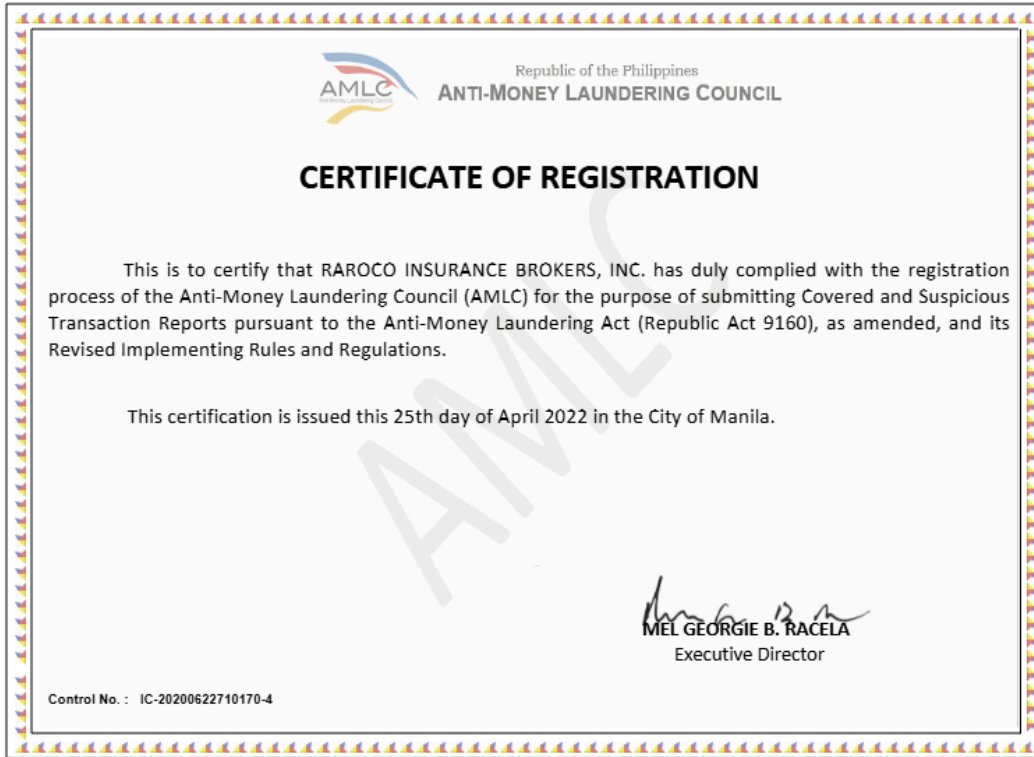 AMLC
Anti-Money Laundering Council
Republic of the Philippines
ANTI-MONEY LAUNDERING COUNCIL
CERTIFICATE OF REGISTRATION
This is to certify that RAROCO INSURANCE BROKERS, INC. has duly complied with the registration
process of the Anti-Money Laundering Council (AMLC) for the purpose of submitting Covered and Suspicious
Transaction Reports pursuant to the Anti-Money Laundering Act (Republic Act 9160), as amended, and its
Revised Implementing Rules and Regulations.
This certification is issued this 25th day of April 2022 in the City of Manila.
AMLC
MEL GEORGIE B. RACELA
Executive Director
Control No. : IC-20200622710170-4